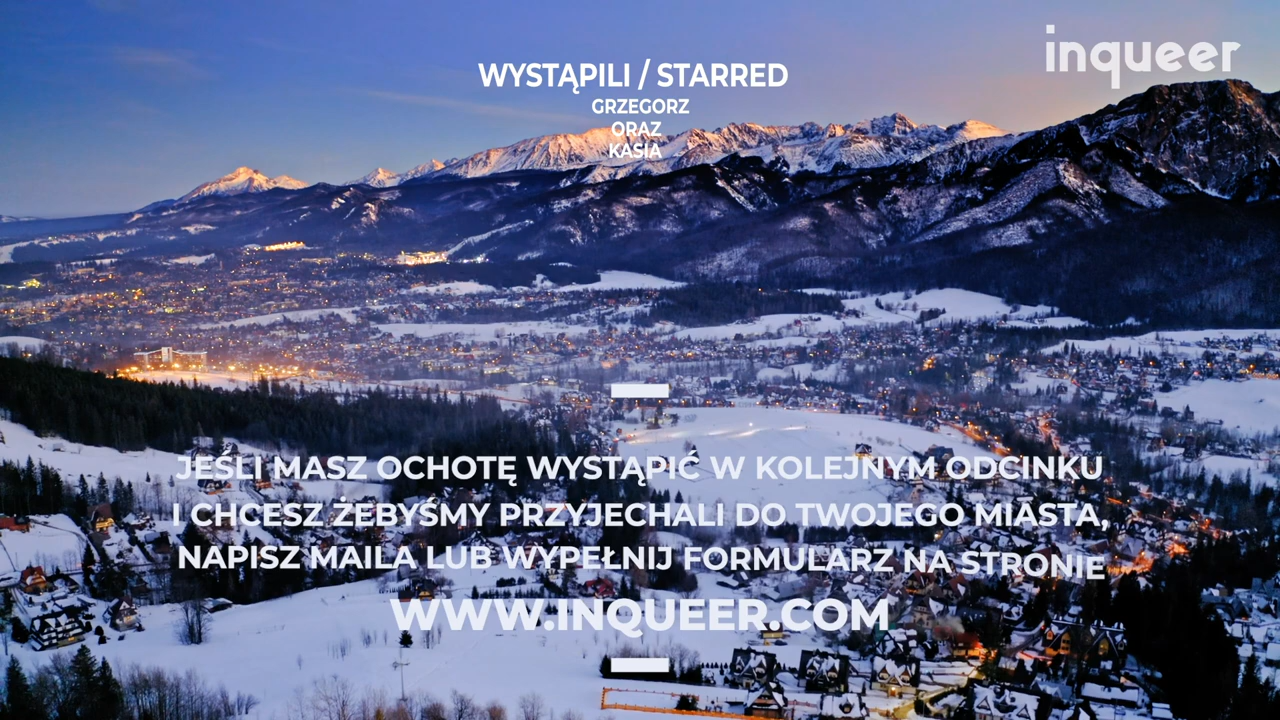 inqueer
WYSTĄPILI / STARRED
GRZEGORZ
ORAZ
KASIA
JEŚLI MASZ OCHOTĘ WYSTĄPIĆ W KOLEJNYM ODCINKU
I CHCESZ ŻEBYŚMY PRZYJECHALI DO TWOJEGO MIASTA,
NAPISZ MAILA LUB WYPEŁNIJ FORMULARZ NA STRONIE
WWW.INQUEER.COM